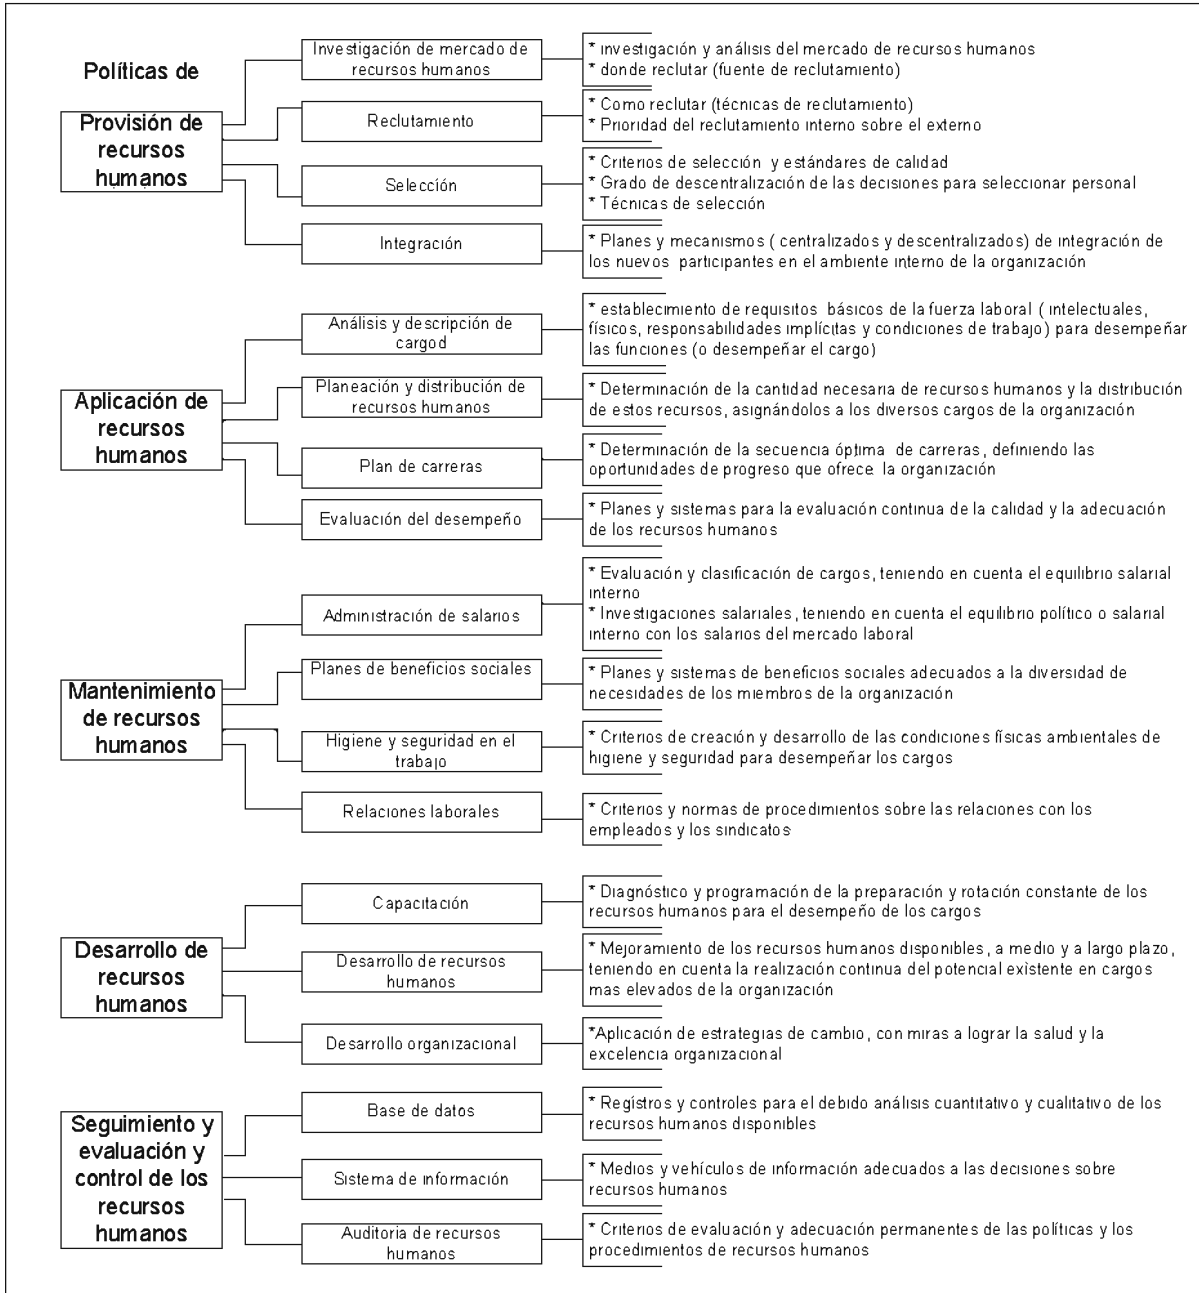 Políticas de
Provisión de
recursos
humanos
Investigación de mercado de
recursos humanos
* investigación y análisis del mercado de recursos humanos
* donde reclutar (fuente de reclutamiento)
Reclutamiento
* Como reclutar (técnicas de reclutamiento)
* Prioridad del reclutamiento interno sobre el externo
Selección
* Criterios de selección y estándares de calidad
* Grado de descentralización de las decisiones para seleccionar personal
* Técnicas de selección
Integración
* Planes y mecanismos ( centralizados y descentralizados) de integración de
los nuevos participantes en el ambiente interno de la organización
Aplicación de
recursos
humanos
Análisis y descripción de
cargod
* establecimiento de requisitos básicos de la fuerza laboral ( intelectuales,
físicos, responsabilidades implícitas y condiciones de trabajo) para desempeñar
las funciones (o desempeñar el cargo)
Planeación y distribución de
recursos humanos
* Determinación de la cantidad necesaria de recursos humanos y la distribución
de estos recursos, asignándolos a los diversos cargos de la organización
Plan de carreras
* Determinación de la secuencia óptima de carreras, definiendo las
oportunidades de progreso que ofrece la organización
Evaluación del desempeño
* Planes y sistemas para la evaluación continua de la calidad y la adecuación
de los recursos humanos
Mantenimiento
de recursos
humanos
Administración de salarios
* Evaluación y clasificación de cargos, teniendo en cuenta el equilibrio salarial
interno
* Investigaciones salariales, teniendo en cuenta el equilibrio político o salarial
interno con los salarios del mercado laboral
Planes de beneficios sociales
* Planes y sistemas de beneficios sociales adecuados a la diversidad de
necesidades de los miembros de la organización
Higiene y seguridad en el
trabajo
* Criterios de creación y desarrollo de las condiciones físicas ambientales de
higiene y seguridad para desempeñar los cargos
Relaciones laborales
* Criterios y normas de procedimientos sobre las relaciones con los
empleados y los sindicatos
Desarrollo de
recursos
humanos
Capacitación
* Diagnóstico y programación de la preparación y rotación constante de los
recursos humanos para el desempeño de los cargos
Desarrollo de recursos
humanos
* Mejoramiento de los recursos humanos disponibles, a medio y a largo plazo,
teniendo en cuenta la realización continua del potencial existente en cargos
mas elevados de la organización
Desarrollo organizacional
*Aplicación de estrategias de cambio, con miras a lograr la salud y la
excelencia organizacional
Seguimiento y
evaluación y
control de los
recursos
humanos
Base de datos
* Regístros y controles para el debido análisis cuantitativo y cualitativo de los
recursos humanos disponibles
Sistema de información
* Medios y vehículos de información adecuados a las decisiones sobre
recursos humanos
Auditoria de recursos
humanos
* Criterios de evaluación y adecuación permanentes de las políticas y los
procedimientos de recursos humanos